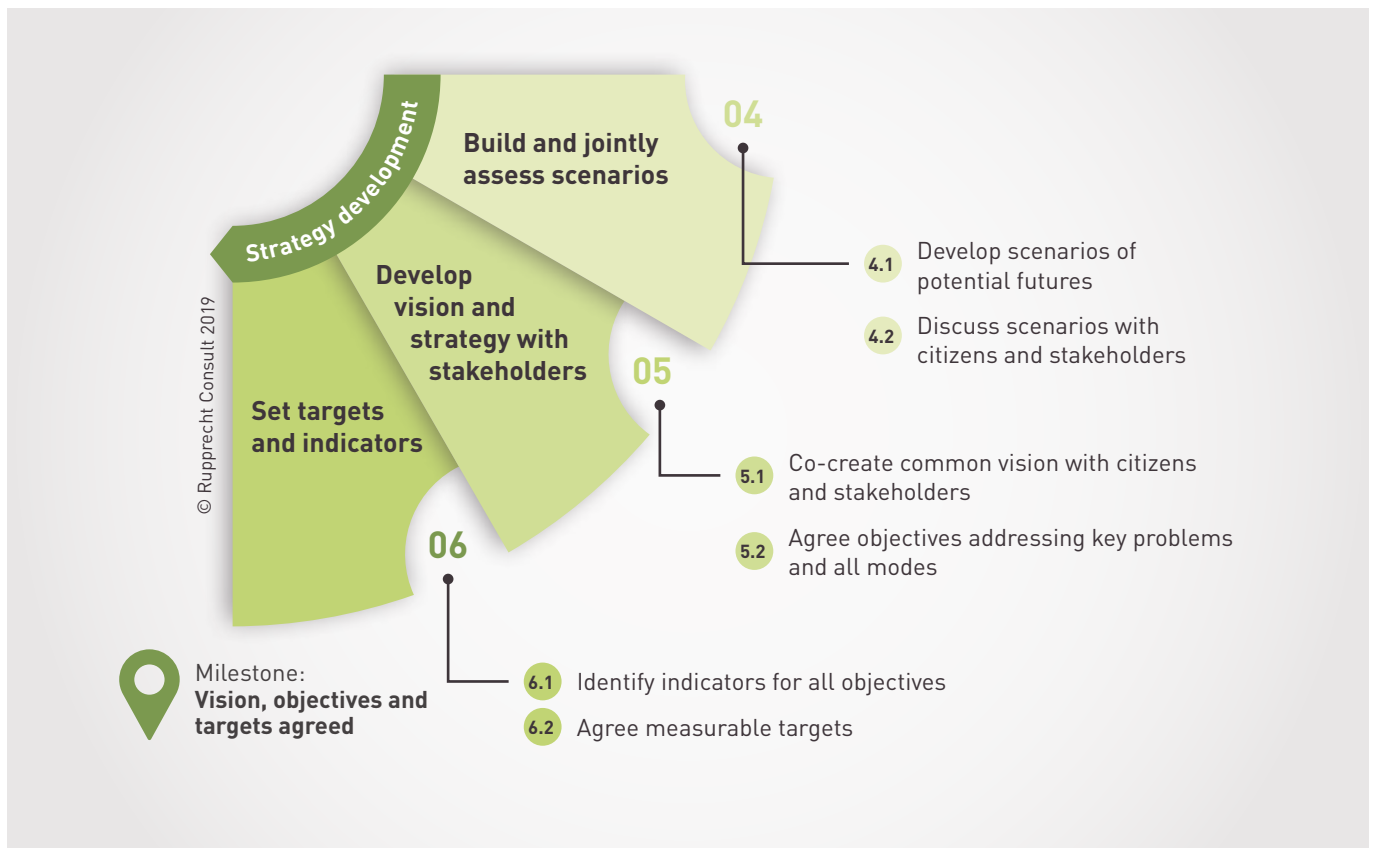 Strategy development
Build and jointly
assess scenarios
04
4.1
Develop scenarios of
potential futures
4.2
Discuss scenarios with
citizens and stakeholders
Develop
vision and
strategy with
stakeholders
05
5.1
Co-create common vision with citizens
and stakeholders
5.2
Agree objectives addressing key problems
and all modes
Set targets
and indicators
06
6.1
Identify indicators for all objectives
6.2
Agree measurable targets
Milestone:
Vision, objectives and
targets agreed
© Rupprecht Consult 2019